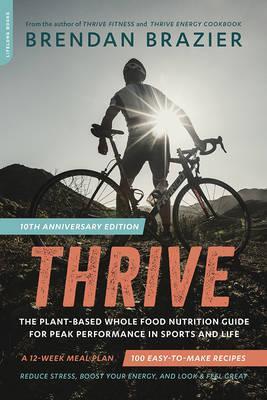 LIFELONG BOOKS
From the author of THRIVE FITNESS and THRIVE ENERGY COOKBOOK
BRENDAN BRAZIER
10TH ANNIVERSARY EDITION
THRIVE
THE PLANT-BASED WHOLE FOOD NUTRITION GUIDE
FOR PEAK PERFORMANCE IN SPORTS AND LIFE
A 12-WEEK MEAL PLAN 100 EASY-TO-MAKE RECIPES
REDUCE STRESS, BOOST YOUR ENERGY, AND LOOK & FEEL GREAT